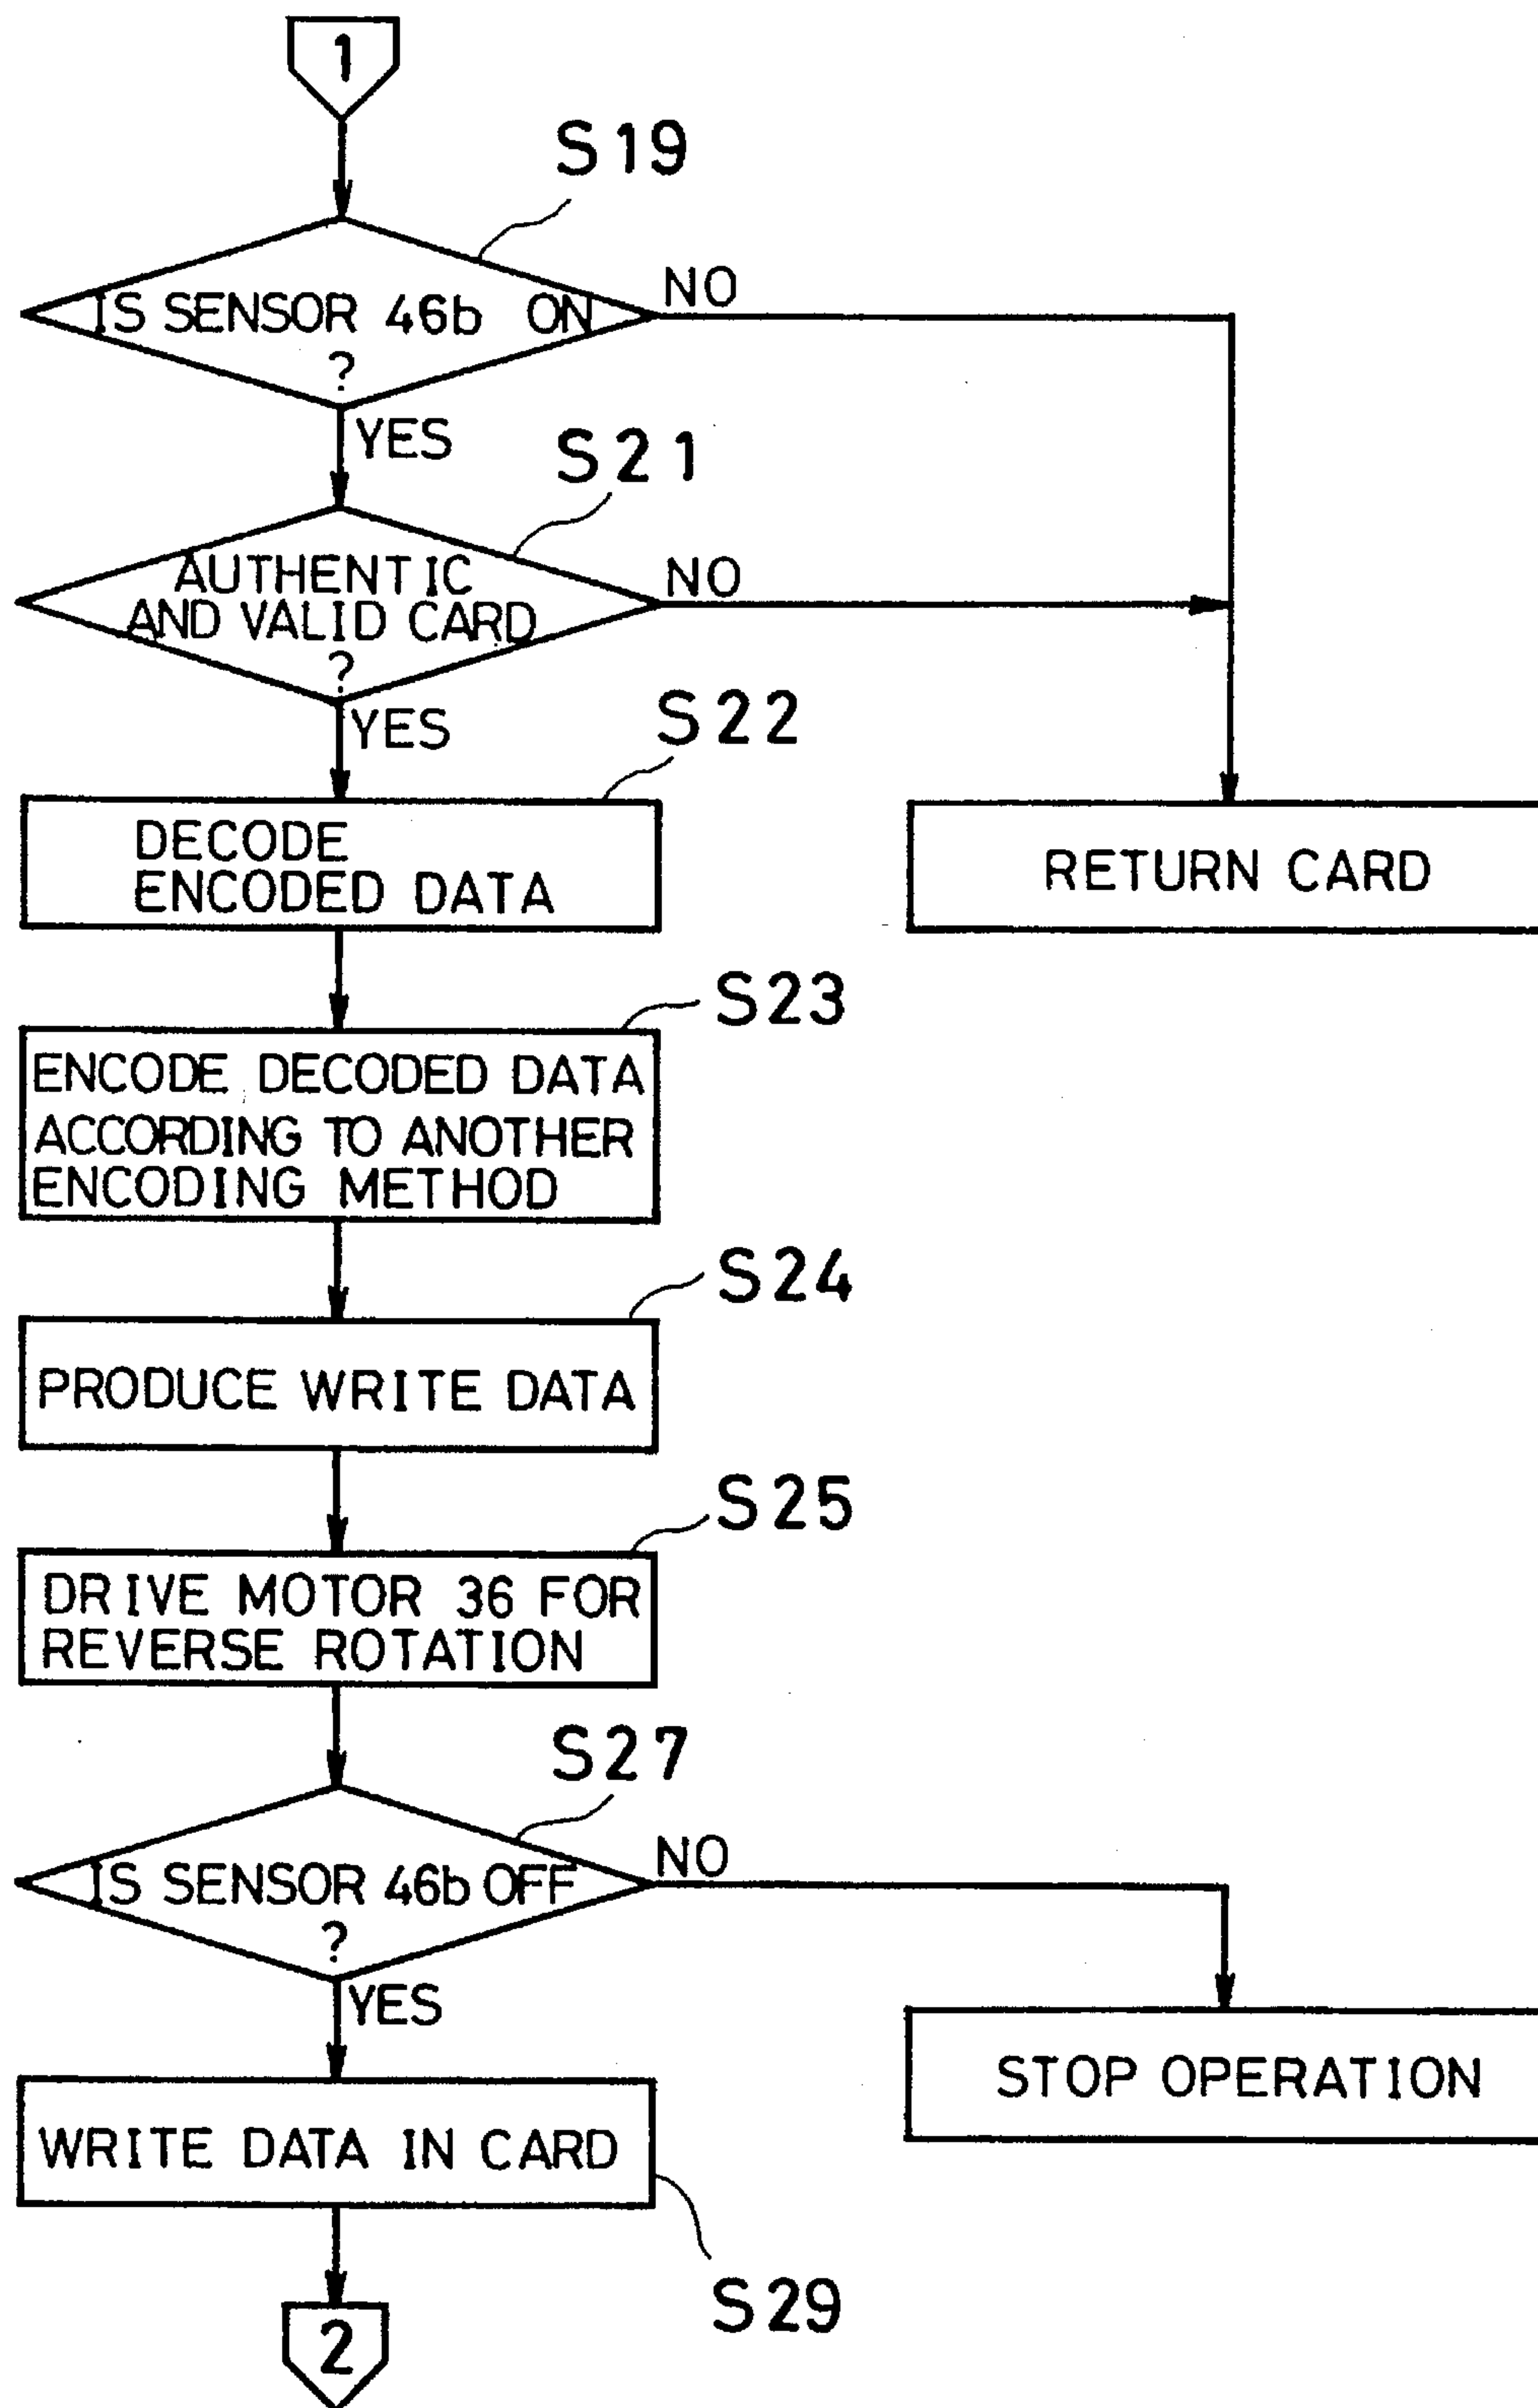 1
S19
IS SENSOR 46b ON
?
NO
YES
S21
AUTHENTIC
AND VALID CARD
?
NO
YES
S22
DECODE
ENCODED DATA
RETURN CARD
S23
ENCODE DECODED DATA
ACCORDING TO ANOTHER
ENCODING METHOD
S24
PRODUCE WRITE DATA
S25
DRIVE MOTOR 36 FOR
REVERSE ROTATION
S27
IS SENSOR 46b OFF
?
NO
YES
STOP OPERATION
WRITE DATA IN CARD
S29
2